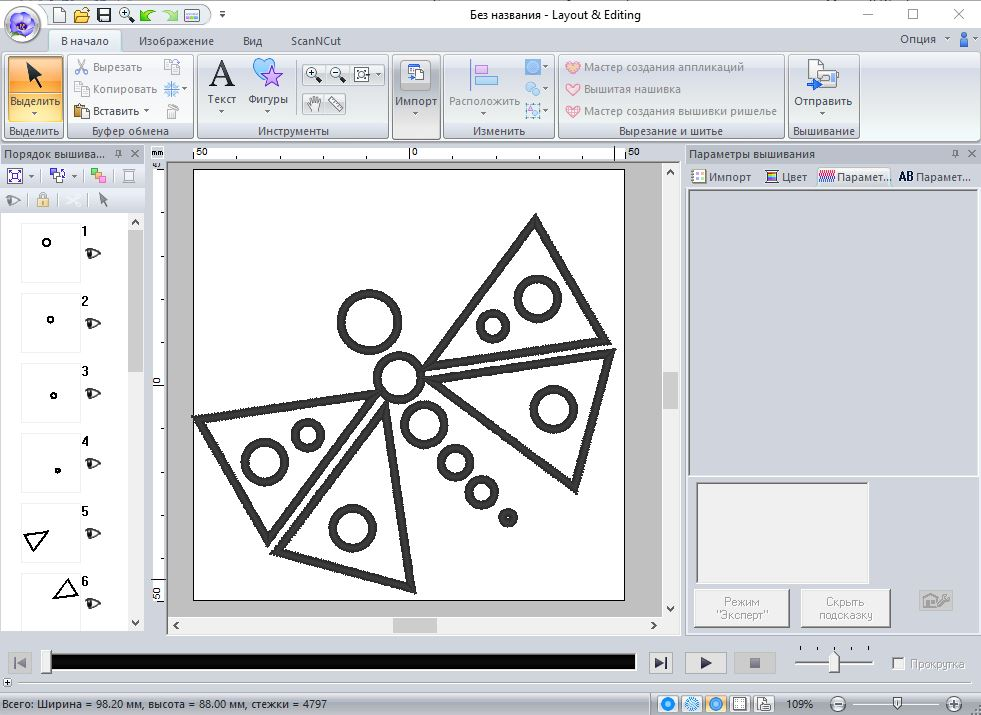 Без названия - Layout & Editing
В начало Изображение Вид ScanNCut Опция
Выделить
Вырезать
Копировать
Вставить
Текст
Фигуры
Импорт
Расположить
Мастер создания аппликаций
Вышитая нашивка
Мастер создания вышивки ришелье
Отправить
Выделить Буфер обмена Инструменты Изменить Вырезание и шитье Вышивание
Порядок вышива...
mm
50 0 50
Параметры вышивания
Импорт Цвет Парамет... AB Парамет...
1
2
3
4
5
6
0
50
Режим "Эксперт"
Скрыть подсказку
Прокрутка
Всего: Ширина = 98.20 мм, высота = 88.00 мм, стежки = 4797
109%